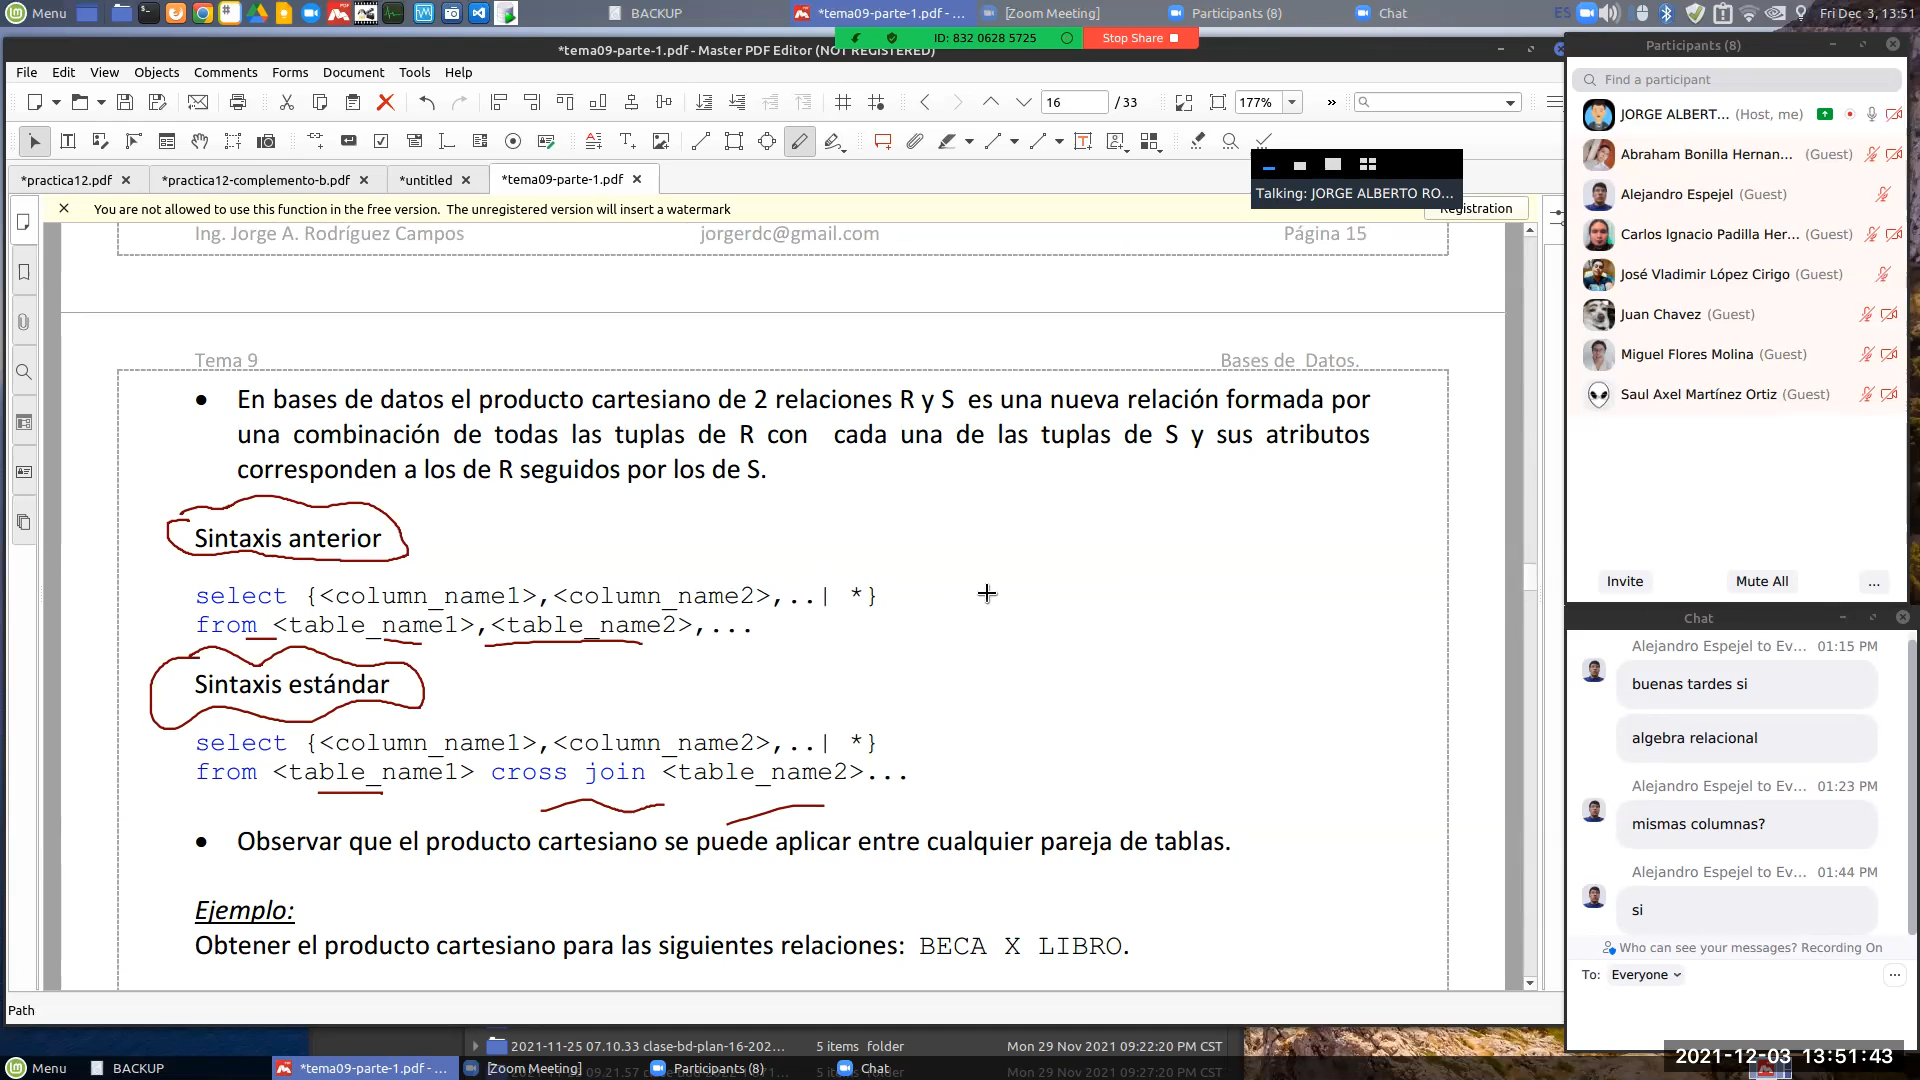 Menu
BACKUP
*tema09-parte-1.pdf - ...
[Zoom Meeting]
Participants (8)
Chat
ES
Fri Dec 3, 13:51
*tema09-parte-1.pdf - Master PDF Editor (NOT REGISTERED)
ID: 832 0628 5725
Stop Share
File Edit View Objects Comments Forms Document Tools Help
16 / 33
177%
*practica12.pdf
*practica12-complemento-b.pdf
*untitled
*tema09-parte-1.pdf
Talking: JORGE ALBERTO RO...
You are not allowed to use this function in the free version. The unregistered version will insert a watermark
Registration
Ing. Jorge A. Rodríguez Campos jorgerdc@gmail.com Página 15
Tema 9 Bases de Datos.
• En bases de datos el producto cartesiano de 2 relaciones R y S es una nueva relación formada por
una combinación de todas las tuplas de R con cada una de las tuplas de S y sus atributos
corresponden a los de R seguidos por los de S.
Sintaxis anterior
select {<column_name1>,<column_name2>,..| *}
from <table_name1>,<table_name2>,...
Sintaxis estándar
select {<column_name1>,<column_name2>,..| *}
from <table_name1> cross join <table_name2>...
• Observar que el producto cartesiano se puede aplicar entre cualquier pareja de tablas.
Ejemplo:
Obtener el producto cartesiano para las siguientes relaciones: BECA X LIBRO.
Path
Participants (8)
Find a participant
JORGE ALBERT... (Host, me)
Abraham Bonilla Hernan... (Guest)
Alejandro Espejel (Guest)
Carlos Ignacio Padilla Her... (Guest)
José Vladimir López Cirigo (Guest)
Juan Chavez (Guest)
Miguel Flores Molina (Guest)
Saul Axel Martínez Ortiz (Guest)
Invite
Mute All
...
Chat
Alejandro Espejel to Ev... 01:15 PM
buenas tardes si
algebra relacional
Alejandro Espejel to Ev... 01:23 PM
mismas columnas?
Alejandro Espejel to Ev... 01:44 PM
si
Who can see your messages? Recording On
To: Everyone
2021-11-25 07.10.33 clase-bd-plan-16-202... 5 items folder Mon 29 Nov 2021 09:22:20 PM CST
Menu
BACKUP
*tema09-parte-1.pdf - ...
[Zoom Meeting]
Participants (8)
Chat
2021-12-03 13:51:43